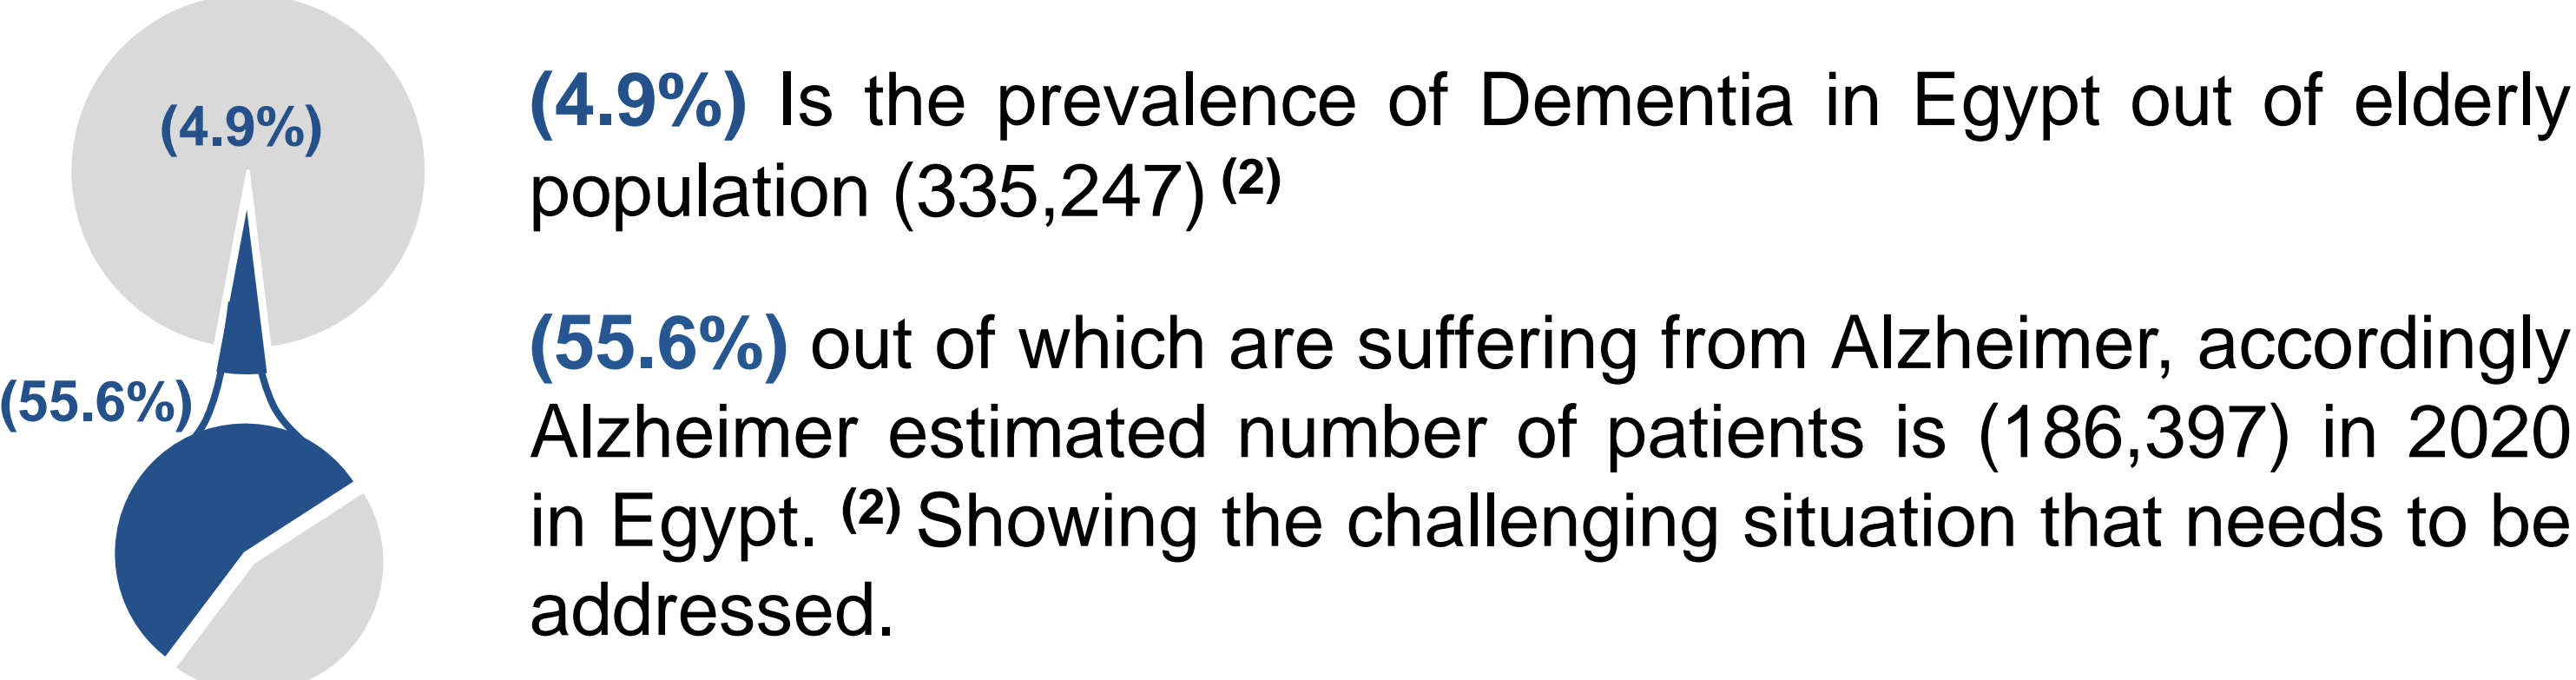 (4.9%)
(55.6%)
(4.9%) Is the prevalence of Dementia in Egypt out of elderly
population (335,247) (2)
(55.6%) out of which are suffering from Alzheimer, accordingly
Alzheimer estimated number of patients is (186,397) in 2020
in Egypt. (2) Showing the challenging situation that needs to be
addressed.